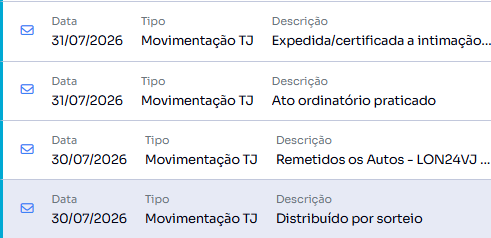 Data Tipo Descrição
31/07/2026 Movimentação TJ Expedida/certificada a intimação...
Data Tipo Descrição
31/07/2026 Movimentação TJ Ato ordinatório praticado
Data Tipo Descrição
30/07/2026 Movimentação TJ Remetidos os Autos - LON24VJ ...
Data Tipo Descrição
30/07/2026 Movimentação TJ Distribuído por sorteio